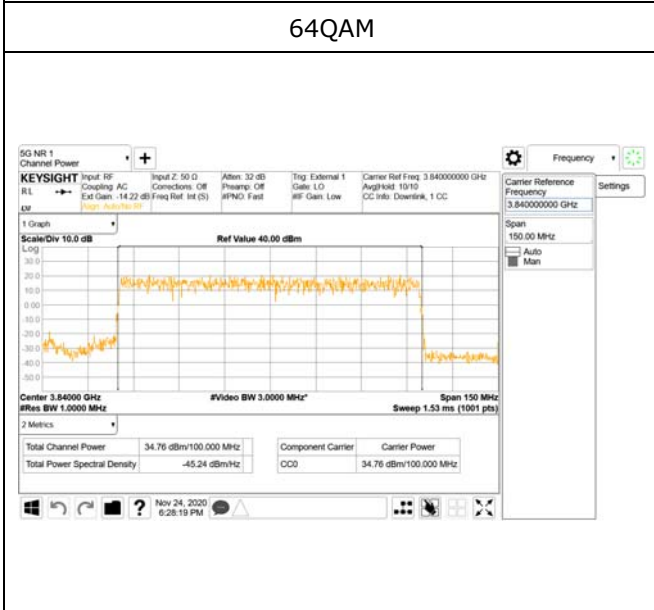 64QAM
5G NR 1
Channel Power
+
Frequency
KEYSIGHT
RL
Input: RF
Coupling: AC
Ext Gain: -14.22 dB
Align: Auto/No RF
Input Z: 50 Ω
Corrections: Off
Freq Ref: Int (S)
Atten: 32 dB
Preamp: Off
#PNO: Fast
Trig: External 1
Gate: LO
#IF Gain: Low
Carrier Ref Freq: 3.840000000 GHz
Avg|Hold: 10/10
CC Info: Downlink, 1 CC
Carrier Reference
Frequency
3.840000000 GHz
Settings
Span
150.00 MHz
Auto
Man
1 Graph
Scale/Div 10.0 dB
Ref Value 40.00 dBm
Log
30.0
20.0
10.0
0.00
-10.0
-20.0
-30.0
-40.0
-50.0
Center 3.84000 GHz
#Video BW 3.0000 MHz*
Span 150 MHz
#Res BW 1.0000 MHz
Sweep 1.53 ms (1001 pts)
2 Metrics
Total Channel Power 34.76 dBm/100.000 MHz
Total Power Spectral Density -45.24 dBm/Hz
Component Carrier Carrier Power
CC0 34.76 dBm/100.000 MHz
?
Nov 24, 2020
6:28:19 PM